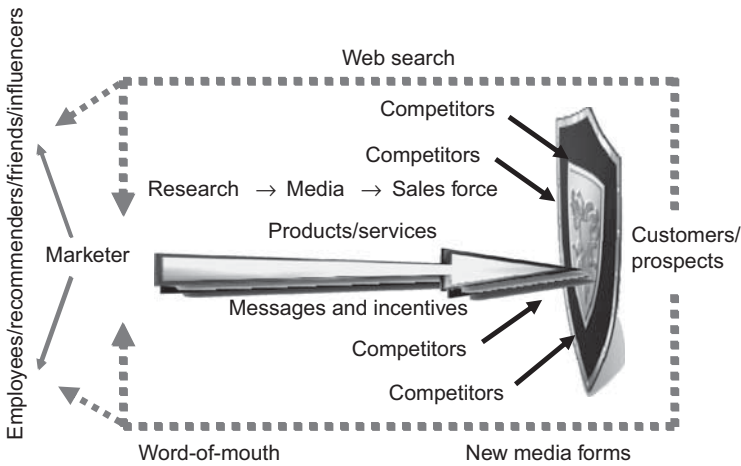 Web search
Employees/recommenders/friends/influencers
Competitors
Competitors
Research → Media → Sales force
Products/services
Marketer
Customers/
prospects
Messages and incentives
Competitors
Competitors
Word-of-mouth
New media forms